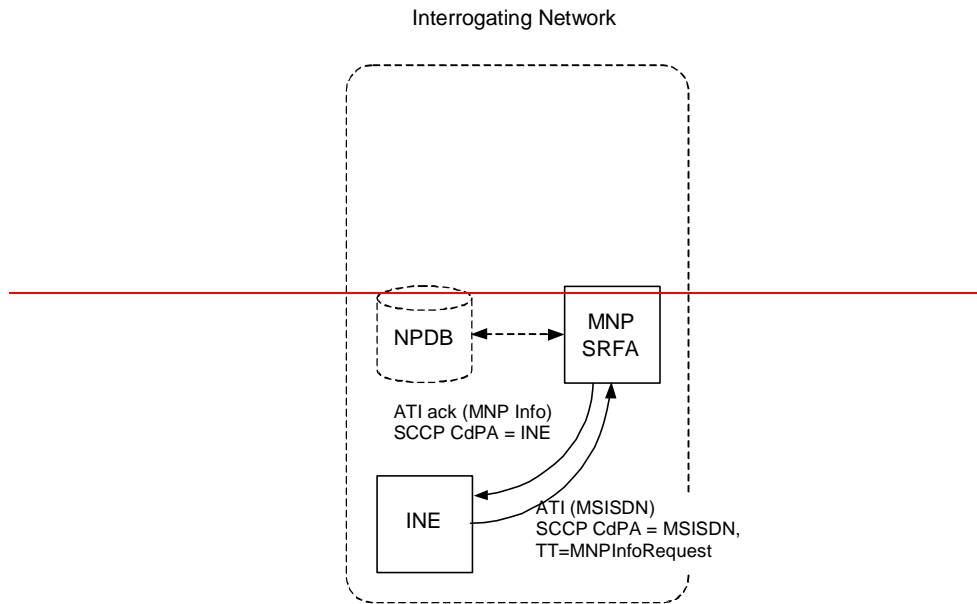 Interrogating Network
NPDB
MNP
SRFA
ATI ack (MNP Info)
SCCP CdPA = INE
INE
ATI (MSISDN)
SCCP CdPA = MSISDN,
TT=MNPInfoRequest